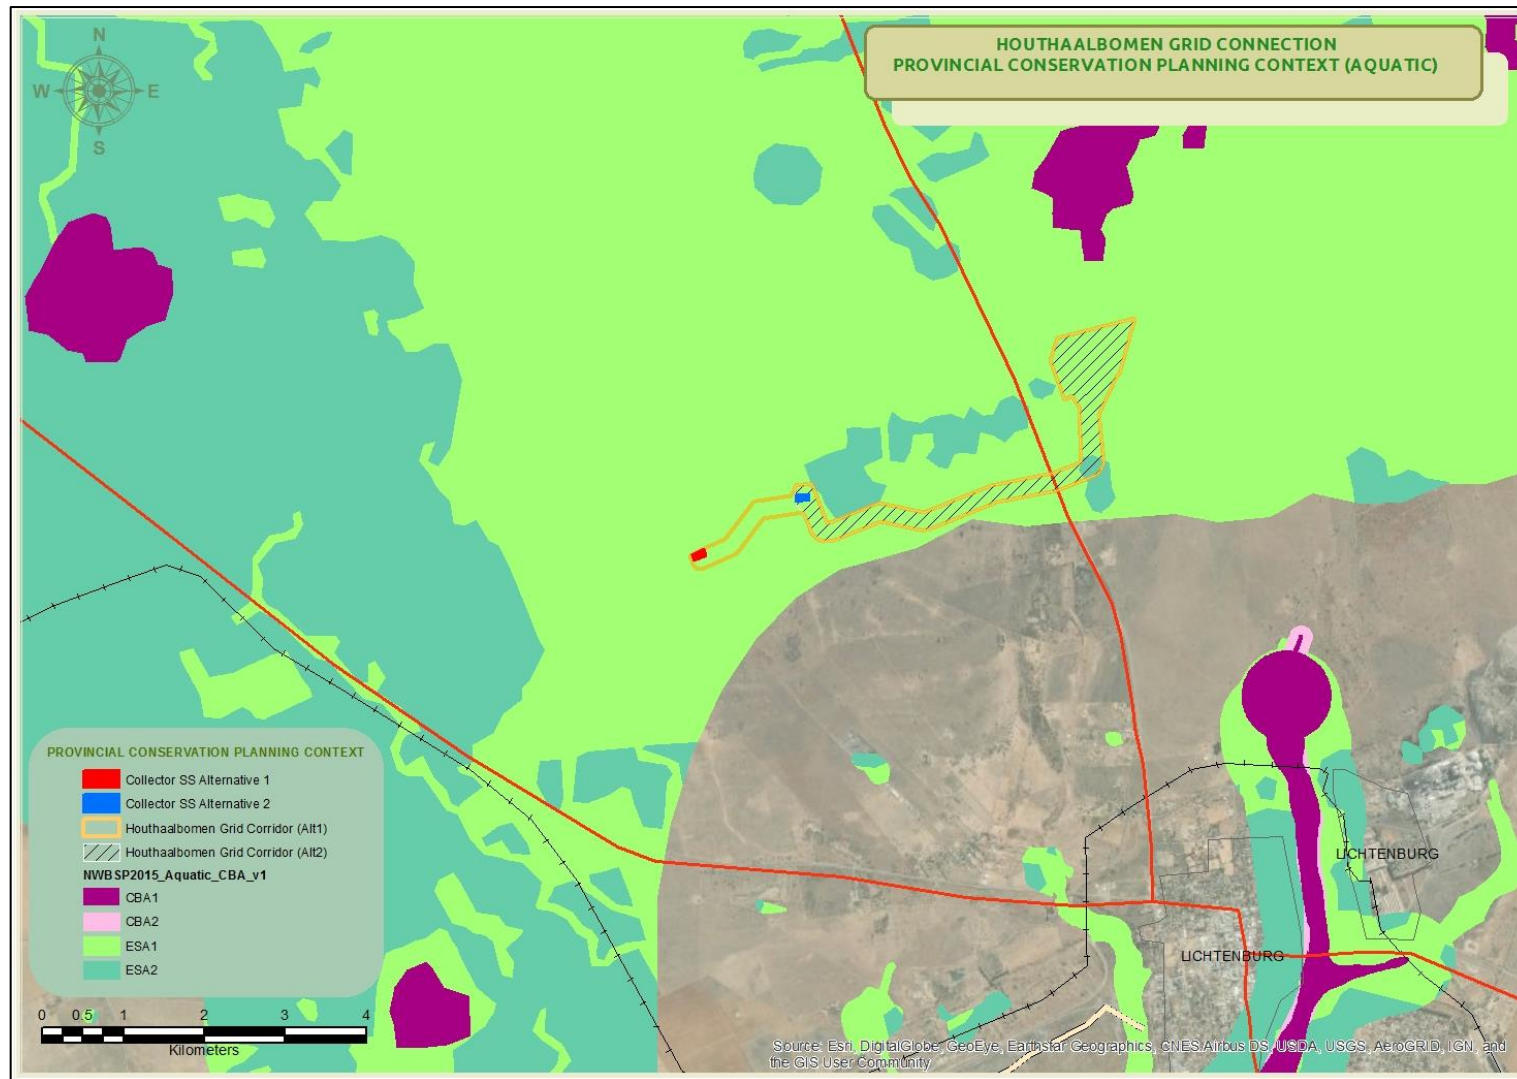 HOUTHAALBOMEN GRID CONNECTION
PROVINCIAL CONSERVATION PLANNING CONTEXT (AQUATIC)
N
W E
S
PROVINCIAL CONSERVATION PLANNING CONTEXT
Collector SS Alternative 1
Collector SS Alternative 2
Houthaalbomen Grid Corridor (Alt1)
Houthaalbomen Grid Corridor (Alt2)
NWBSP2015_Aquatic_CBA_v1
CBA1
CBA2
ESA1
ESA2
0 0.5 1 2 3 4
Kilometers
LICHTENBURG
LICHTENBURG
Source: Esri, DigitalGlobe, GeoEye, Earthstar Geographics, CNES/Airbus DS, USDA, USGS, AeroGRID, IGN, and
the GIS User Community